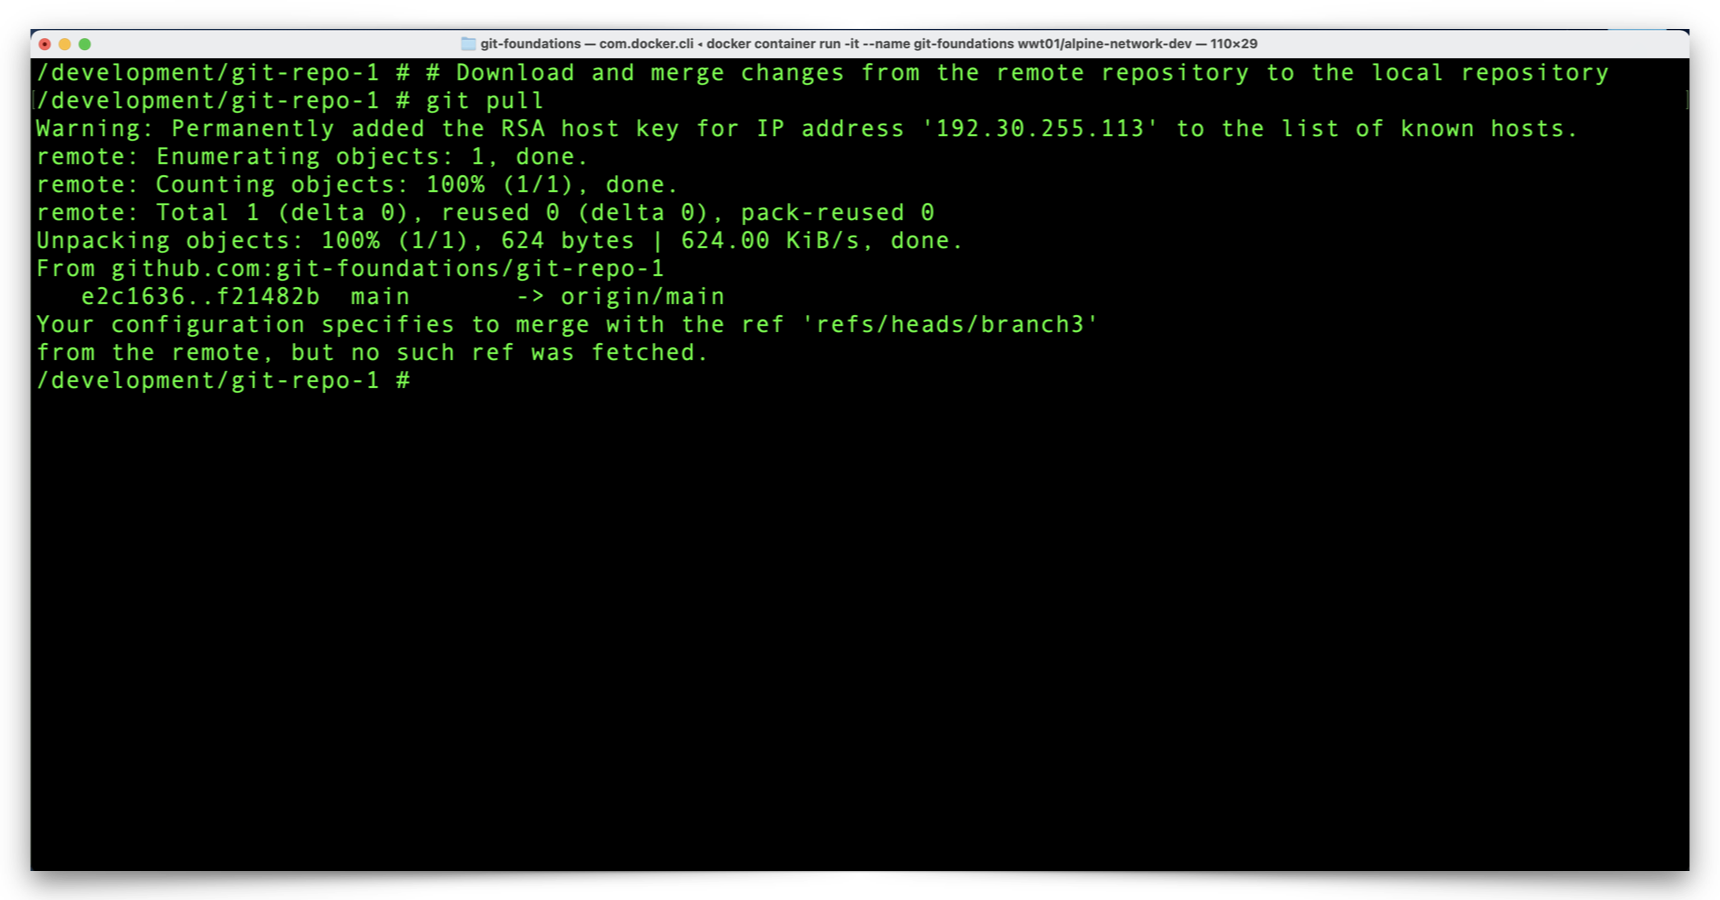 git-foundations — com.docker.cli ◂ docker container run -it --name git-foundations wwt01/alpine-network-dev — 110×29
/development/git-repo-1 # # Download and merge changes from the remote repository to the local repository
/development/git-repo-1 # git pull
Warning: Permanently added the RSA host key for IP address '192.30.255.113' to the list of known hosts.
remote: Enumerating objects: 1, done.
remote: Counting objects: 100% (1/1), done.
remote: Total 1 (delta 0), reused 0 (delta 0), pack-reused 0
Unpacking objects: 100% (1/1), 624 bytes | 624.00 KiB/s, done.
From github.com:git-foundations/git-repo-1
   e2c1636..f21482b  main       -> origin/main
Your configuration specifies to merge with the ref 'refs/heads/branch3'
from the remote, but no such ref was fetched.
/development/git-repo-1 #